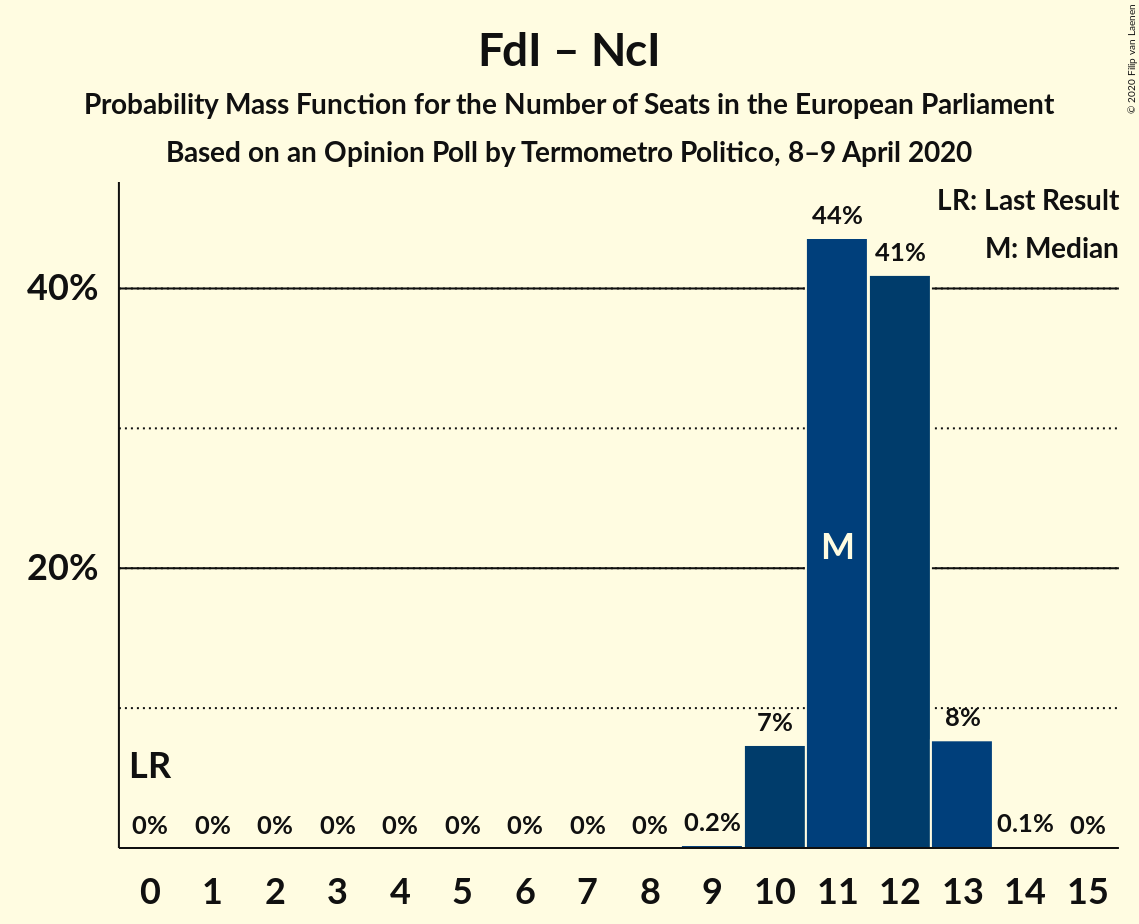 FdI – NcI
Probability Mass Function for the Number of Seats in the European Parliament
Based on an Opinion Poll by Termometro Politico, 8–9 April 2020
© 2020 Filip van Laenen
LR: Last Result
M: Median
44%
41%
40%
M
20%
7%
8%
LR
0% 0% 0% 0% 0% 0% 0% 0% 0% 0.2% 0.1% 0%
0 1 2 3 4 5 6 7 8 9 10 11 12 13 14 15